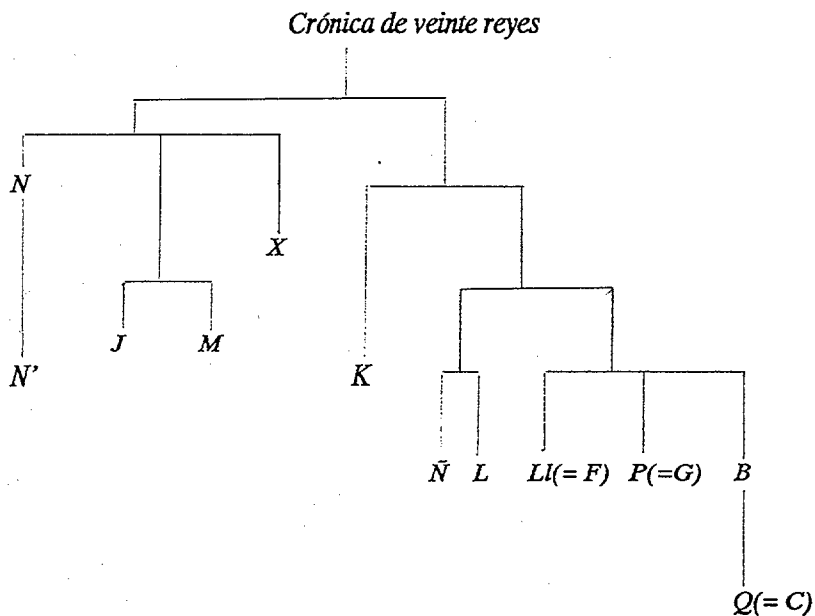 Crónica de veinte reyes
N
X
J M
N' K
Ñ L Ll(= F) P(=G) B
Q(= C)